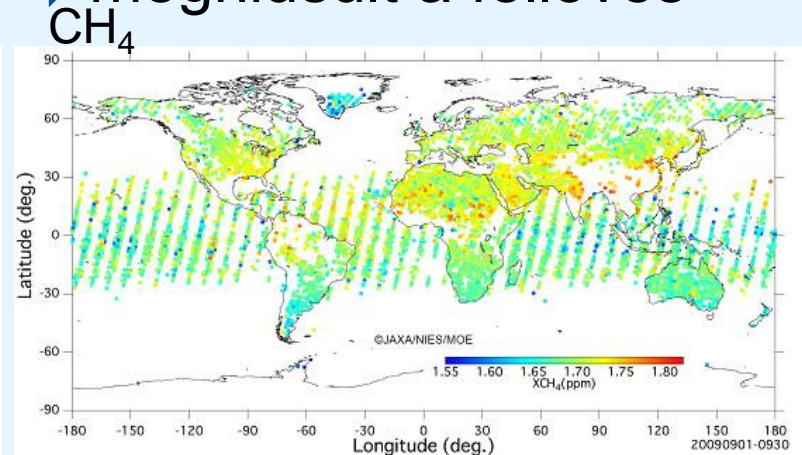 CH₄
90
60
30
0
-30
-60
-90
Latitude (deg.)
©JAXA/NIES/MOE
1.55 1.60 1.65 1.70 1.75 1.80
XCH₄(ppm)
-180 -150 -120 -90 -60 -30 0 30 60 90 120 150 180
Longitude (deg.)
20090901-0930